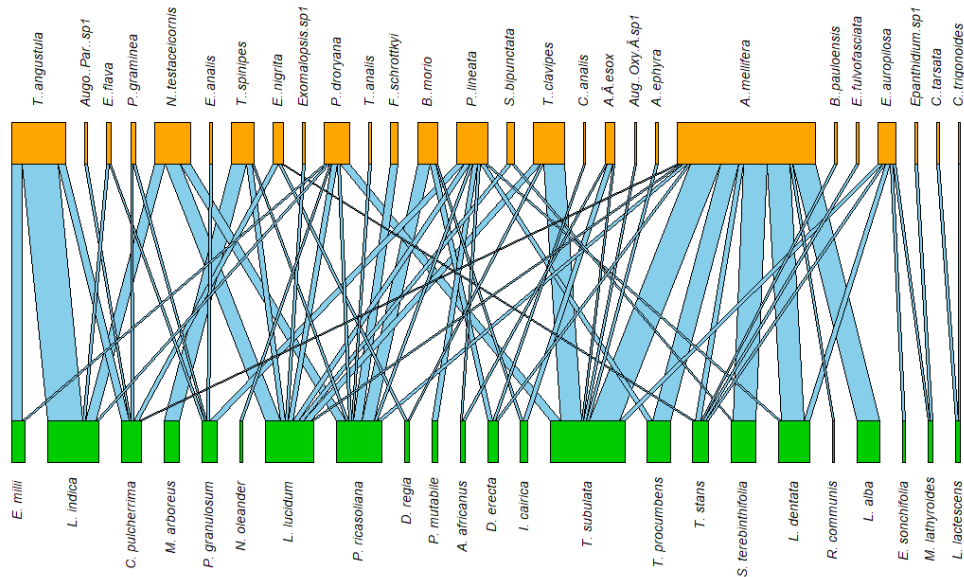 T..angustula
Augo..Par..sp1
E..flava
P..graminea
N..testaceicornis
E..analis
T..spinipes
E..nigrita
Exomalopsis.sp1
P..droryana
T..analis
F..schrottkyi
B..morio
P..lineata
S..bipunctata
T..clavipes
C..analis
A.Â.esox
Aug..Oxy.Â.sp1
A..ephyra
A..mellifera
B..pauloensis
E..fulvofasciata
E..auropilosa
Epanthidium.sp1
C..tarsata
C..trigonoides
E. milii
L. indica
C. pulcherrima
M. arboreus
P. granulosum
N. oleander
L. lucidum
P. ricasoliana
D. regia
P. mutabile
A. africanus
D. erecta
I. cairica
T. subulata
T. procumbens
T. stans
S. terebinthifolia
L. dentata
R. communis
L. alba
E. sonchifolia
M. lathyroides
L. lactescens